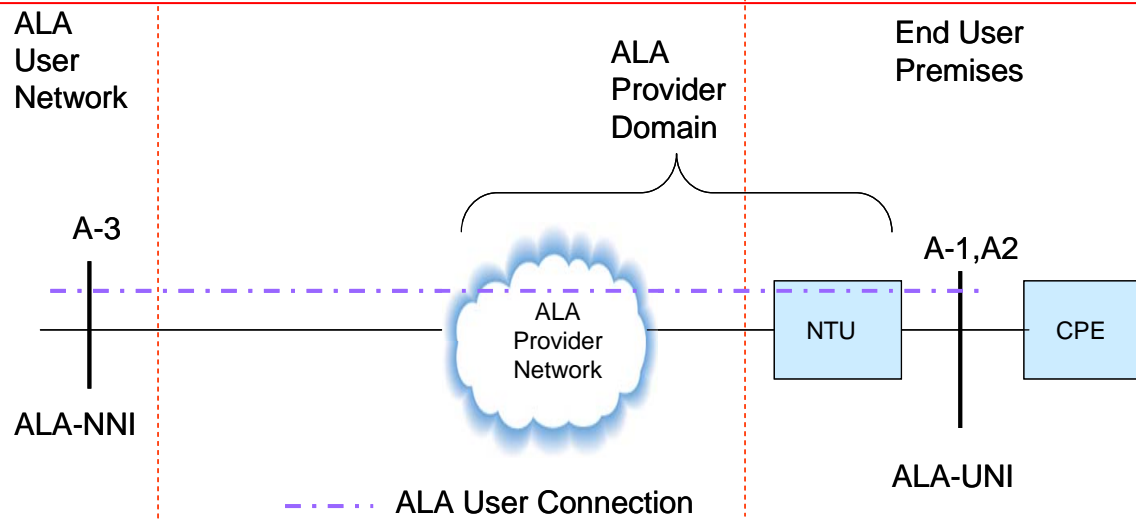 ALA
User
Network
ALA
Provider
Domain
End User
Premises
A-3
A-1,A2
ALA
Provider
Network
NTU
CPE
ALA-NNI
ALA-UNI
ALA User Connection